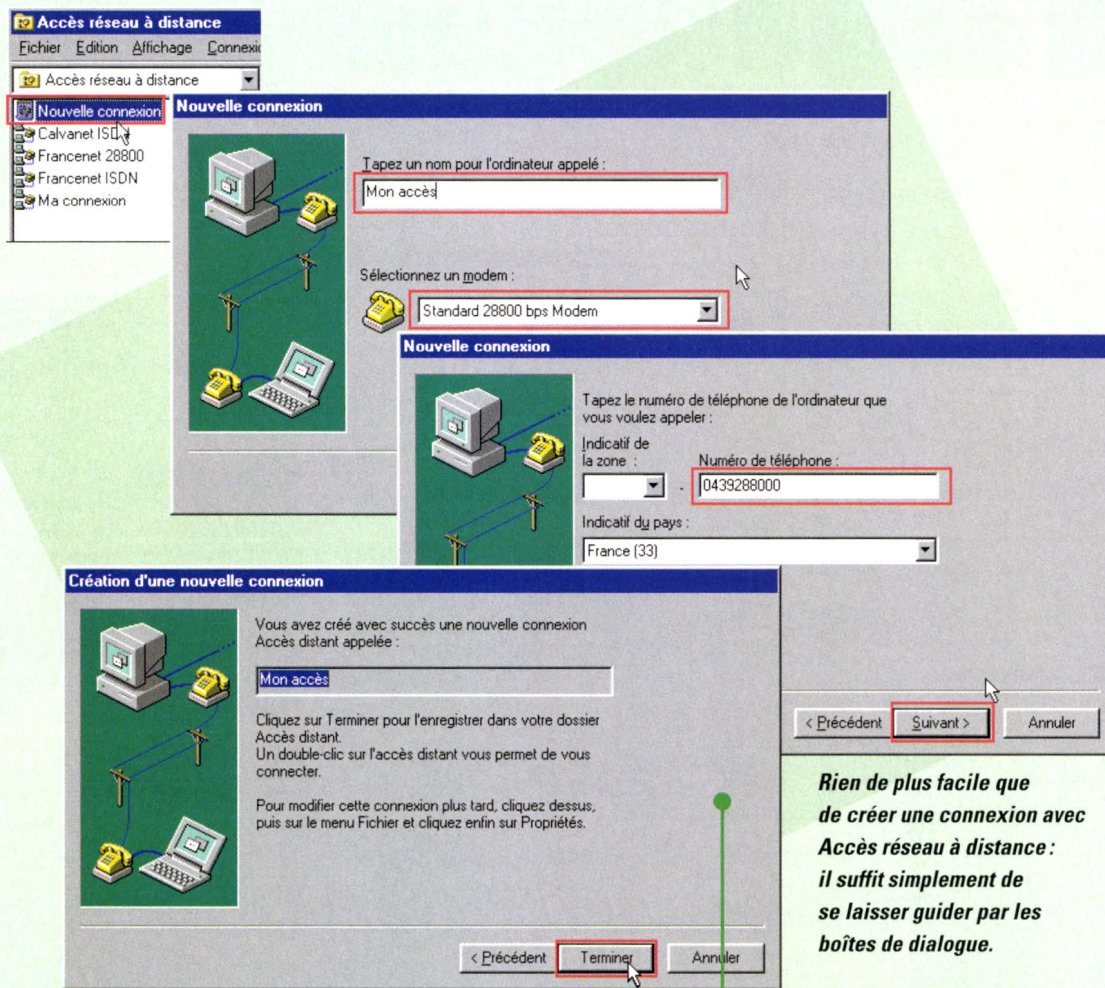 Accès réseau à distance
Fichier Edition Affichage
Accès réseau à distance
Nouvelle connexion
Calvanet
Francenet 28800
Francenet ISDN
Ma connexion
Nouvelle connexion
Tapez un nom pour l'ordinateur appelé :
Mon accès
Sélectionnez un modem :
Standard 28800 bps Modem
Nouvelle connexion
Tapez le numéro de téléphone de l'ordinateur que
vous voulez appeler :
Indicatif de
la zone :
Numéro de téléphone :
0439288000
Indicatif du pays :
France (33)
< Précédent
Suivant >
Annuler
Création d'une nouvelle connexion
Vous avez créé avec succès une nouvelle connexion
Accès distant appelée :
Mon accès
Cliquez sur Terminer pour l'enregistrer dans votre dossier
Accès distant.
Un double-clic sur l'accès distant vous permet de vous
connecter.
Pour modifier cette connexion plus tard, cliquez dessus,
puis sur le menu Fichier et cliquez enfin sur Propriétés.
< Précédent
Terminer
Annuler
Rien de plus facile que
de créer une connexion avec
Accès réseau à distance :
il suffit simplement de
se laisser guider par les
boîtes de dialogue.